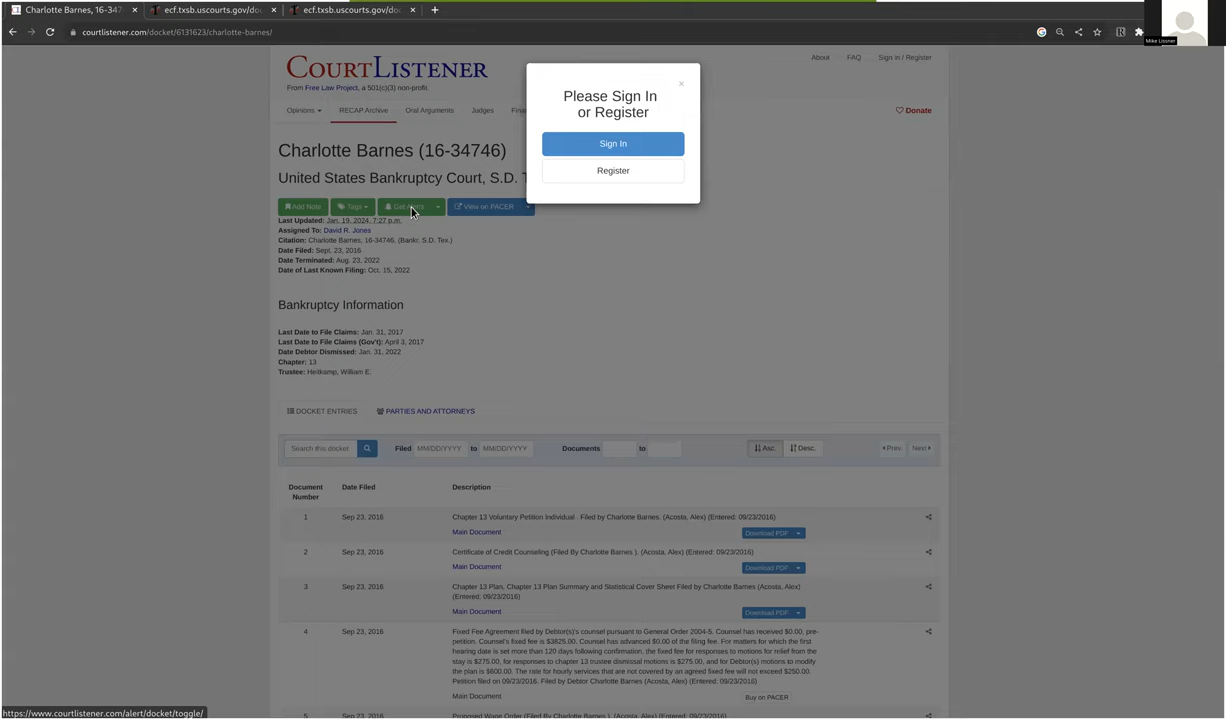 Charlotte Barnes, 16-347
ecf.txsb.uscourts.gov/doc
ecf.txsb.uscourts.gov/doc
courtlistener.com/docket/6131623/charlotte-barnes/
Mike Lissner
COURTLISTENER
From Free Law Project, a 501(c)(3) non-profit.
About FAQ Sign in / Register
Opinions RECAP Archive Oral Arguments Judges
Donate
Please Sign In
or Register
×
Sign In
Register
Charlotte Barnes (16-34746)
United States Bankruptcy Court, S.D. T
Add Note Tags Get Alerts View on PACER
Last Updated: Jan. 19, 2024, 7:27 p.m.
Assigned To: David R. Jones
Citation: Charlotte Barnes, 16-34746, (Bankr. S.D. Tex.)
Date Filed: Sept. 23, 2016
Date Terminated: Aug. 23, 2022
Date of Last Known Filing: Oct. 15, 2022
Bankruptcy Information
Last Date to File Claims: Jan. 31, 2017
Last Date to File Claims (Gov't): April 3, 2017
Date Debtor Dismissed: Jan. 31, 2022
Chapter: 13
Trustee: Heitkamp, William E.
DOCKET ENTRIES PARTIES AND ATTORNEYS
Search this docket Filed MM/DD/YYYY to MM/DD/YYYY Documents to Asc. Desc. Prev. Next
Document
Number
Date Filed Description
1 Sep 23, 2016 Chapter 13 Voluntary Petition Individual . Filed by Charlotte Barnes. (Acosta, Alex) (Entered: 09/23/2016)
Main Document Download PDF
2 Sep 23, 2016 Certificate of Credit Counseling (Filed By Charlotte Barnes ). (Acosta, Alex) (Entered: 09/23/2016)
Main Document Download PDF
3 Sep 23, 2016 Chapter 13 Plan, Chapter 13 Plan Summary and Statistical Cover Sheet Filed by Charlotte Barnes (Acosta, Alex)
(Entered: 09/23/2016)
Main Document Download PDF
4 Sep 23, 2016 Fixed Fee Agreement filed by Debtor(s)'s counsel pursuant to General Order 2004-5. Counsel has received $0.00, pre-
petition. Counsel's fixed fee is $3825.00. Counsel has advanced $0.00 of the filing fee. For matters for which the first
hearing date is set more than 120 days following confirmation, the fixed fee for responses to motions for relief from the
stay is $275.00, for responses to chapter 13 trustee dismissal motions is $275.00, and for Debtor(s) motions to modify
the plan is $600.00. The rate for hourly services that are not covered by an agreed fixed fee will not exceed $250.00.
Petition filed on 09/23/2016. Filed by Debtor Charlotte Barnes (Acosta, Alex) (Entered: 09/23/2016)
Main Document Buy on PACER
5 Sep 23, 2016 Proposed Wage Order (Filed By Charlotte Barnes ). (Acosta, Alex) (Entered: 09/23/2016)
https://www.courtlistener.com/alert/docket/toggle/